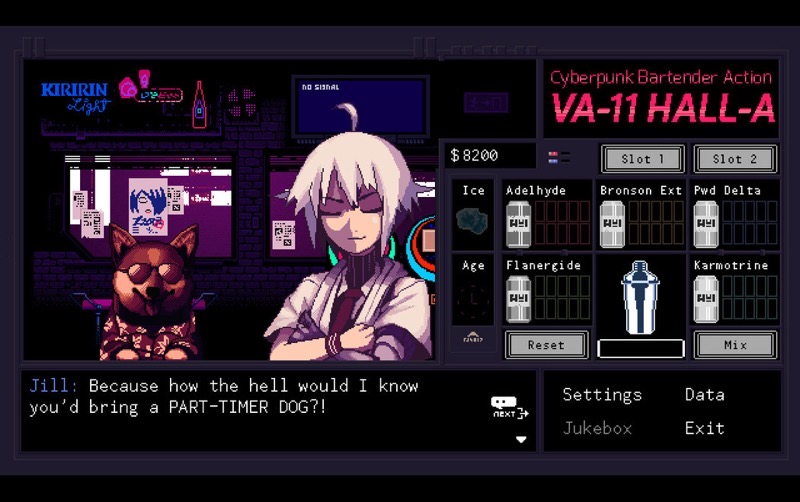 KIRIRIN
Light
NO SIGNAL
Cyberpunk Bartender Action
VA-11 HALL-A
$8200
Slot 1
Slot 2
Ice
Adelhyde
Bronson Ext
Pwd Delta
Age
Flanergide
Karmotrine
Reset
Mix
Jill: Because how the hell would I know
you'd bring a PART-TIMER DOG?!
NEXT
Settings
Data
Jukebox
Exit